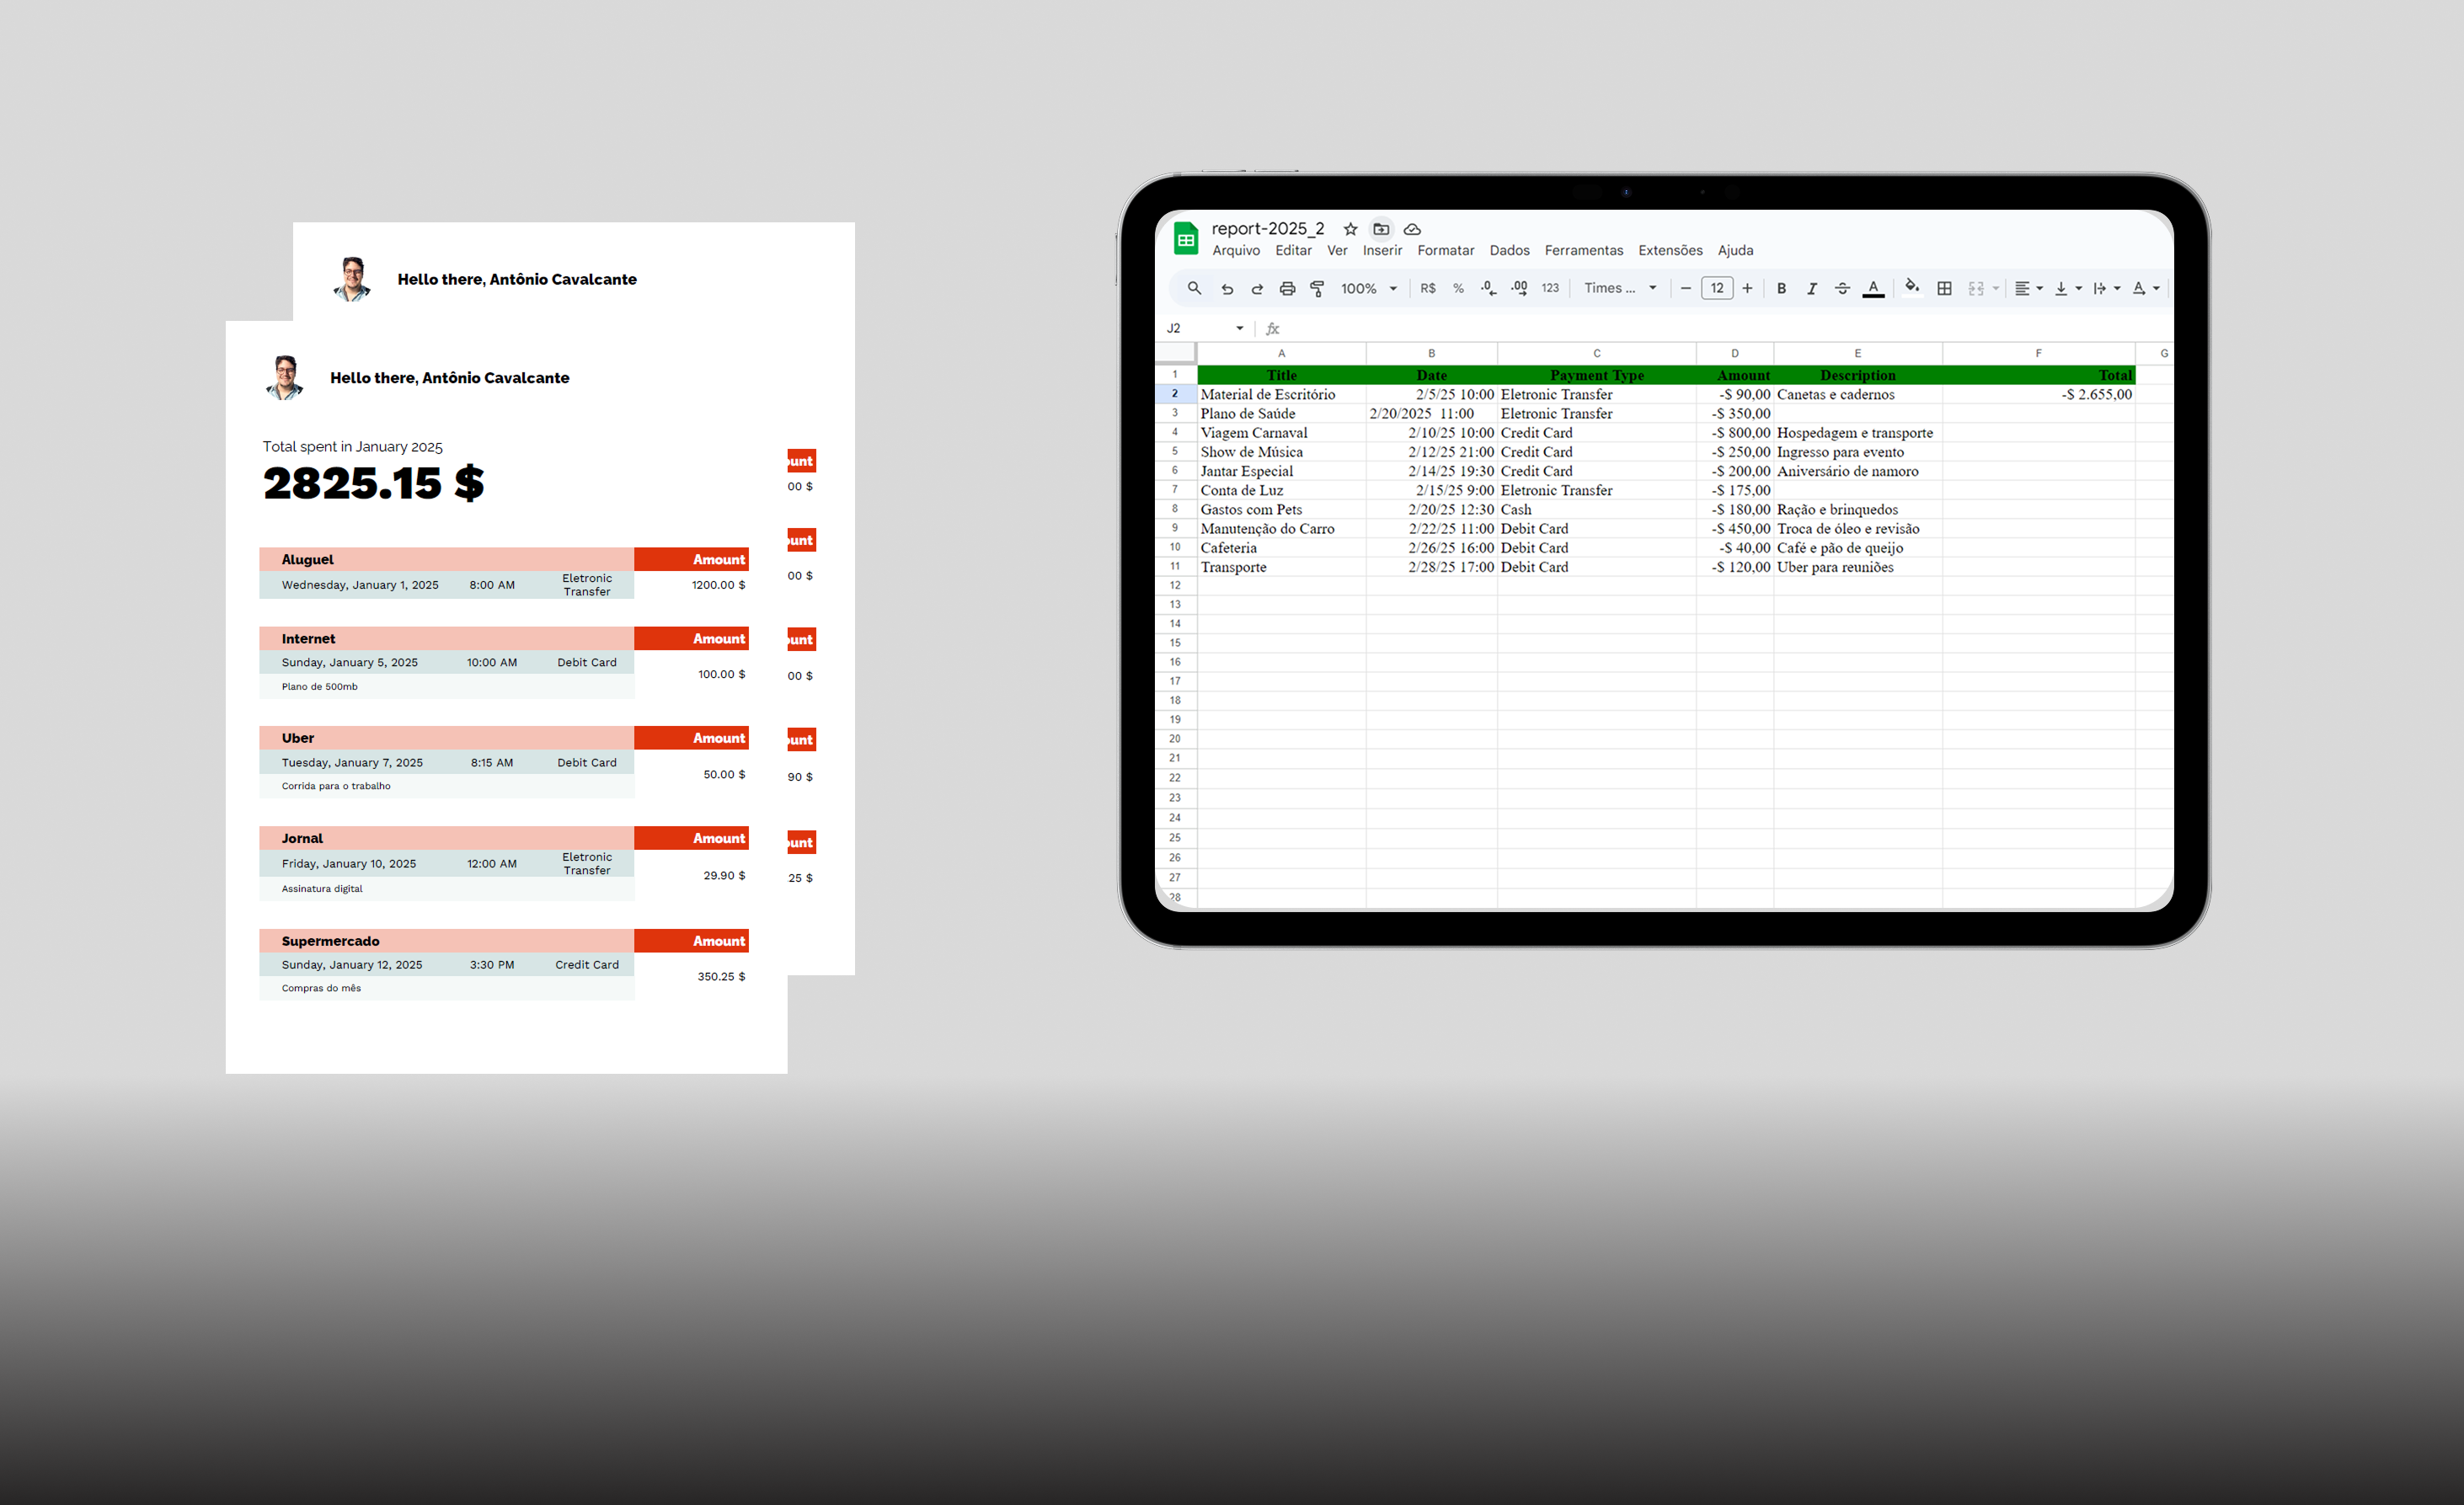 Hello there, Antônio Cavalcante
Hello there, Antônio Cavalcante
Total spent in January 2025
2825.15 $
Aluguel Amount
Wednesday, January 1, 2025 8:00 AM Eletronic Transfer 1200.00 $
Internet Amount
Sunday, January 5, 2025 10:00 AM Debit Card 100.00 $
Plano de 500mb
Uber Amount
Tuesday, January 7, 2025 8:15 AM Debit Card 50.00 $
Corrida para o trabalho
Jornal Amount
Friday, January 10, 2025 12:00 AM Eletronic Transfer 29.90 $
Assinatura digital
Supermercado Amount
Sunday, January 12, 2025 3:30 PM Credit Card 350.25 $
Compras do mês
unt
00 $
unt
00 $
unt
00 $
unt
90 $
unt
25 $
report-2025_2
Arquivo Editar Ver Inserir Formatar Dados Ferramentas Extensões Ajuda
100% R$ % .0 .00 123 Times ... 12 B I A
J2 fx
A B C D E F G
1 Title Date Payment Type Amount Description Total
2 Material de Escritório 2/5/25 10:00 Eletronic Transfer -$ 90,00 Canetas e cadernos -$ 2.655,00
3 Plano de Saúde 2/20/2025 11:00 Eletronic Transfer -$ 350,00
4 Viagem Carnaval 2/10/25 10:00 Credit Card -$ 800,00 Hospedagem e transporte
5 Show de Música 2/12/25 21:00 Credit Card -$ 250,00 Ingresso para evento
6 Jantar Especial 2/14/25 19:30 Credit Card -$ 200,00 Aniversário de namoro
7 Conta de Luz 2/15/25 9:00 Eletronic Transfer -$ 175,00
8 Gastos com Pets 2/20/25 12:30 Cash -$ 180,00 Ração e brinquedos
9 Manutenção do Carro 2/22/25 11:00 Debit Card -$ 450,00 Troca de óleo e revisão
10 Cafeteria 2/26/25 16:00 Debit Card -$ 40,00 Café e pão de queijo
11 Transporte 2/28/25 17:00 Debit Card -$ 120,00 Uber para reuniões
12
13
14
15
16
17
18
19
20
21
22
23
24
25
26
27
28